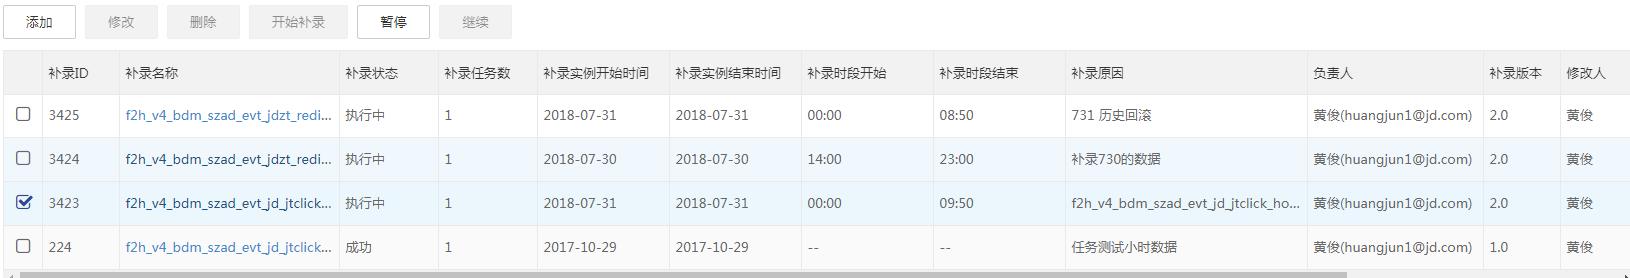 添加 修改 删除 开始补录 暂停 继续
补录ID 补录名称 补录状态 补录任务数 补录实例开始时间 补录实例结束时间 补录时段开始 补录时段结束 补录原因 负责人 补录版本 修改人
3425 f2h_v4_bdm_szad_evt_jdzt_redi... 执行中 1 2018-07-31 2018-07-31 00:00 08:50 731 历史回滚 黄俊(huangjun1@jd.com) 2.0 黄俊
3424 f2h_v4_bdm_szad_evt_jdzt_redi... 执行中 1 2018-07-30 2018-07-30 14:00 23:00 补录730的数据 黄俊(huangjun1@jd.com) 2.0 黄俊
3423 f2h_v4_bdm_szad_evt_jd_jtclick... 执行中 1 2018-07-31 2018-07-31 00:00 09:50 f2h_v4_bdm_szad_evt_jd_jtclick_ho... 黄俊(huangjun1@jd.com) 2.0 黄俊
224 f2h_v4_bdm_szad_evt_jd_jtclick... 成功 1 2017-10-29 2017-10-29 -- -- 任务测试小时数据 黄俊(huangjun1@jd.com) 1.0 黄俊